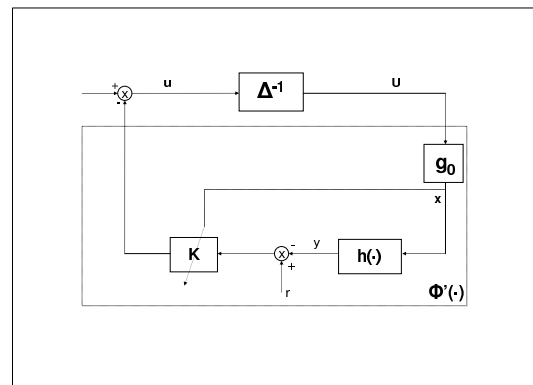 +
-
x
u
Δ-1
U
g0
x
K
x
-
+
y
h(·)
r
Φ'(·)